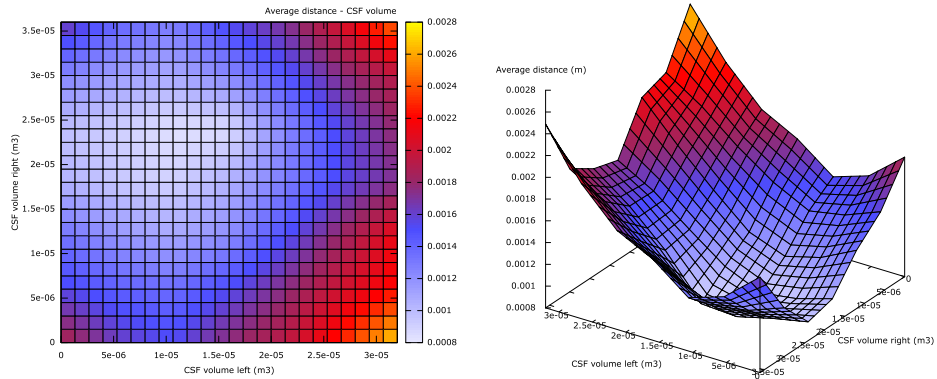 Average distance - CSF volume
3.5e-05
3e-05
2.5e-05
2e-05
1.5e-05
1e-05
5e-06
0
CSF volume right (m3)
0
5e-06
1e-05
1.5e-05
2e-05
2.5e-05
3e-05
CSF volume left (m3)
0.0028
0.0026
0.0024
0.0022
0.002
0.0018
0.0016
0.0014
0.0012
0.001
0.0008
Average distance (m)
0.0028
0.0026
0.0024
0.0022
0.002
0.0018
0.0016
0.0014
0.0012
0.001
0.0008
3e-05
2.5e-05
2e-05
1.5e-05
1e-05
5e-06
0
CSF volume left (m3)
0
5e-06
1e-05
1.5e-05
2e-05
2.5e-05
3e-05
3.5e-05
CSF volume right (m3)